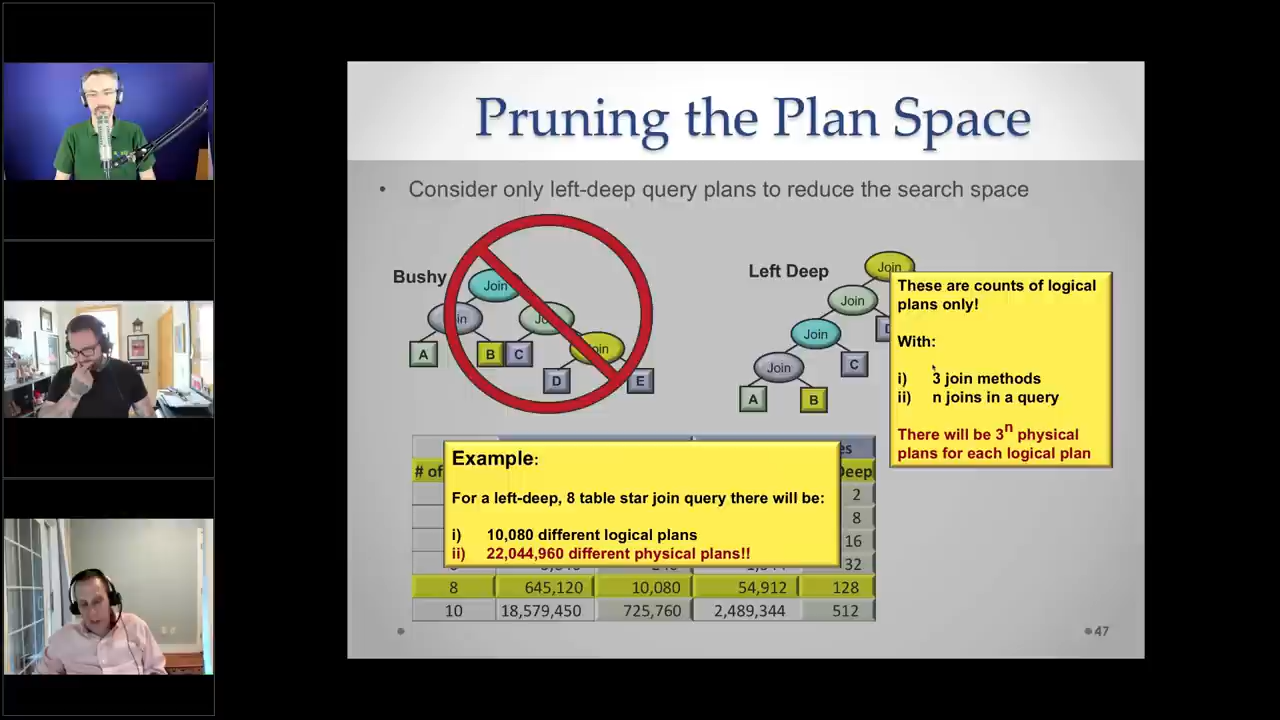 Pruning the Plan Space
• Consider only left-deep query plans to reduce the search space
Bushy
Join
Join
A
B
C
D
E
Left Deep
Join
Join
Join
Join
C
A
B
These are counts of logical
plans only!
With:
i) 3 join methods
ii) n joins in a query
There will be 3^n physical
plans for each logical plan
es
# of
Deep
2
8
16
32
Example:
For a left-deep, 8 table star join query there will be:
i) 10,080 different logical plans
ii) 22,044,960 different physical plans!!
8 645,120 10,080 54,912 128
10 18,579,450 725,760 2,489,344 512
47